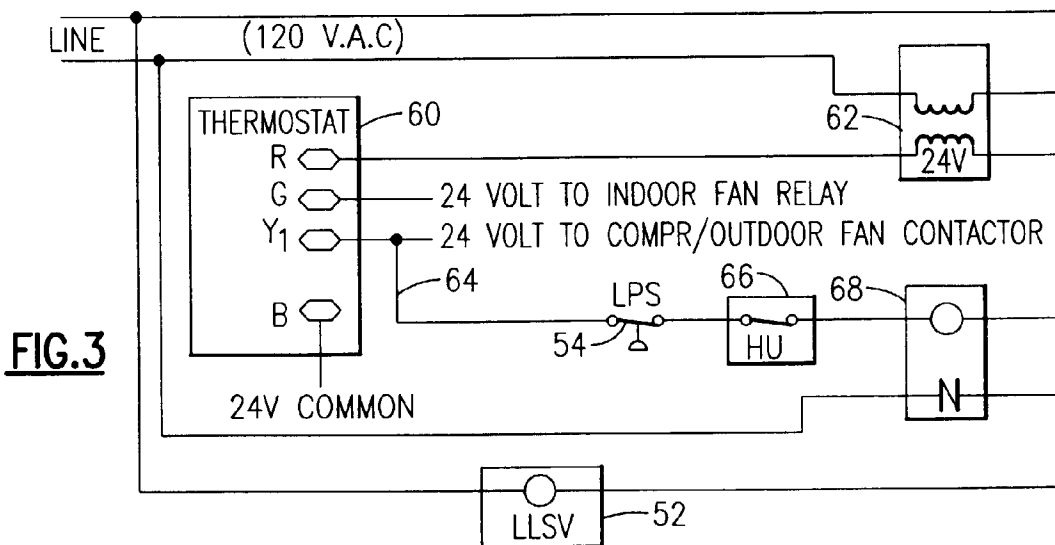 LINE (120 V.A.C)
THERMOSTAT 60
62
R
24V
G 24 VOLT TO INDOOR FAN RELAY
Y1 24 VOLT TO COMPR/OUTDOOR FAN CONTACTOR
64
LPS
66
68
B
54
HU
FIG.3
24V COMMON
N
LLSV
52